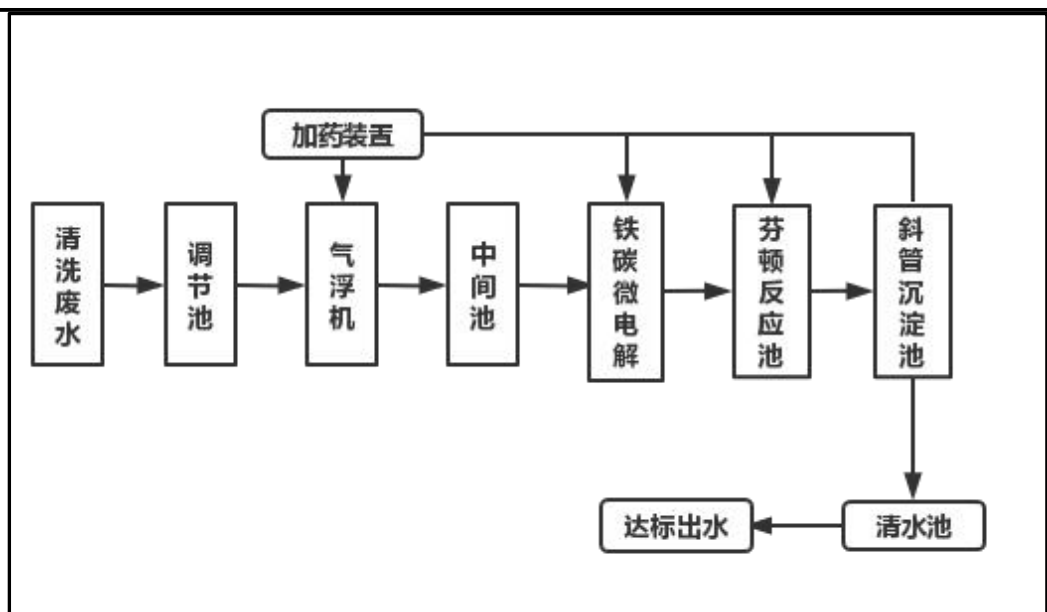 加药装置
清洗废水
调节池
气浮机
中间池
铁碳微电解
芬顿反应池
斜管沉淀池
达标出水
清水池